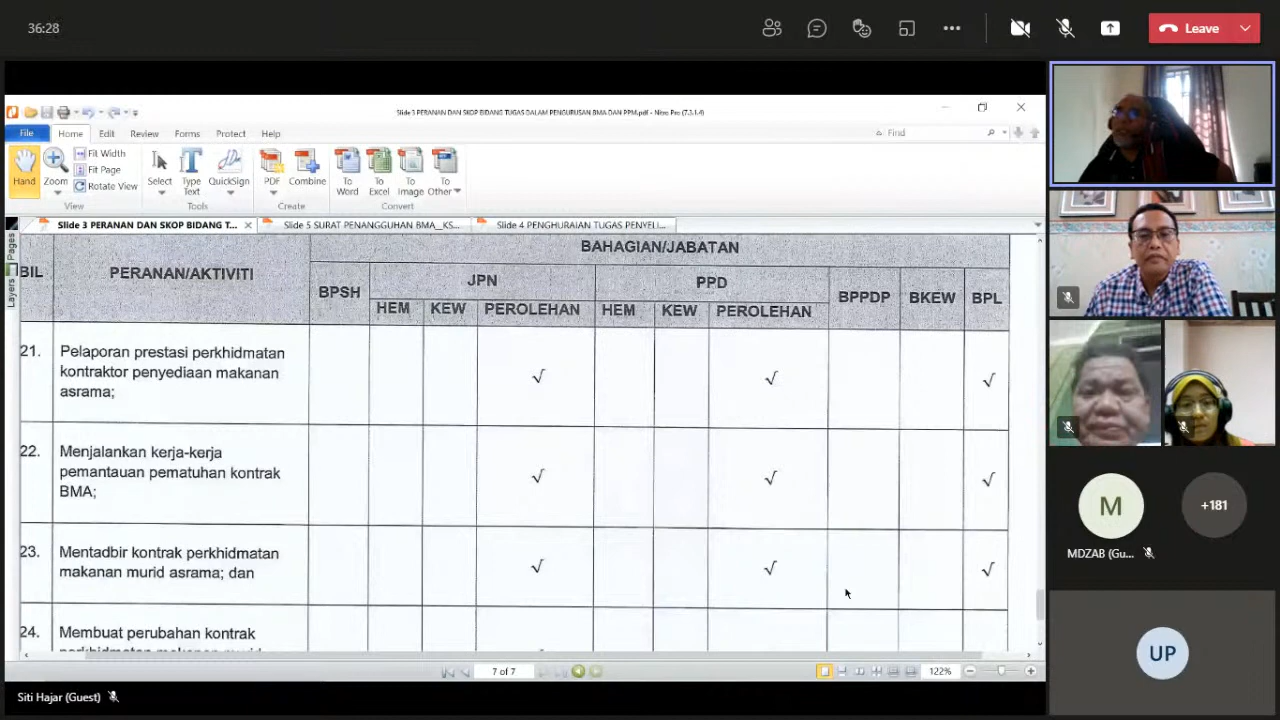 36:28
Leave
Slide 3 PERANAN DAN SKOP BIDANG TUGAS DALAM PENGURUSAN BMA DAN PPM.pdf - Nitro Pro (7.3.1.4)
File Home Edit Review Forms Protect Help Find
Hand
Zoom
Fit Width
Fit Page
Rotate View
Select
Type Text
QuickSign
PDF
Combine
To Word
To Excel
To Image
To Other
View Tools Create Convert
Slide 3 PERANAN DAN SKOP BIDANG T... Slide 5 SURAT PENANGGUHAN BMA_KS... Slide 4 PENGHURAIAN TUGAS PENYELI...
Pages
Layers
BIL PERANAN/AKTIVITI BAHAGIAN/JABATAN
BPSH JPN PPD BPPDP BKEW BPL
HEM KEW PEROLEHAN HEM KEW PEROLEHAN
21. Pelaporan prestasi perkhidmatan
kontraktor penyediaan makanan √ √ √
asrama;
22. Menjalankan kerja-kerja
pemantauan pematuhan kontrak √ √ √
BMA;
23. Mentadbir kontrak perkhidmatan
makanan murid asrama; dan √ √ √
24. Membuat perubahan kontrak
7 of 7
122%
Siti Hajar (Guest)
M
+181
MDZAB (Gu...
UP